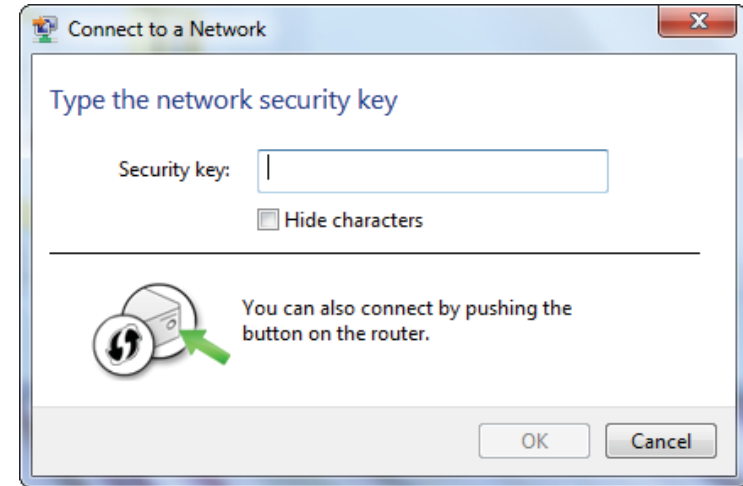 Connect to a Network
Type the network security key
Security key:
Hide characters
You can also connect by pushing the
button on the router.
OK
Cancel